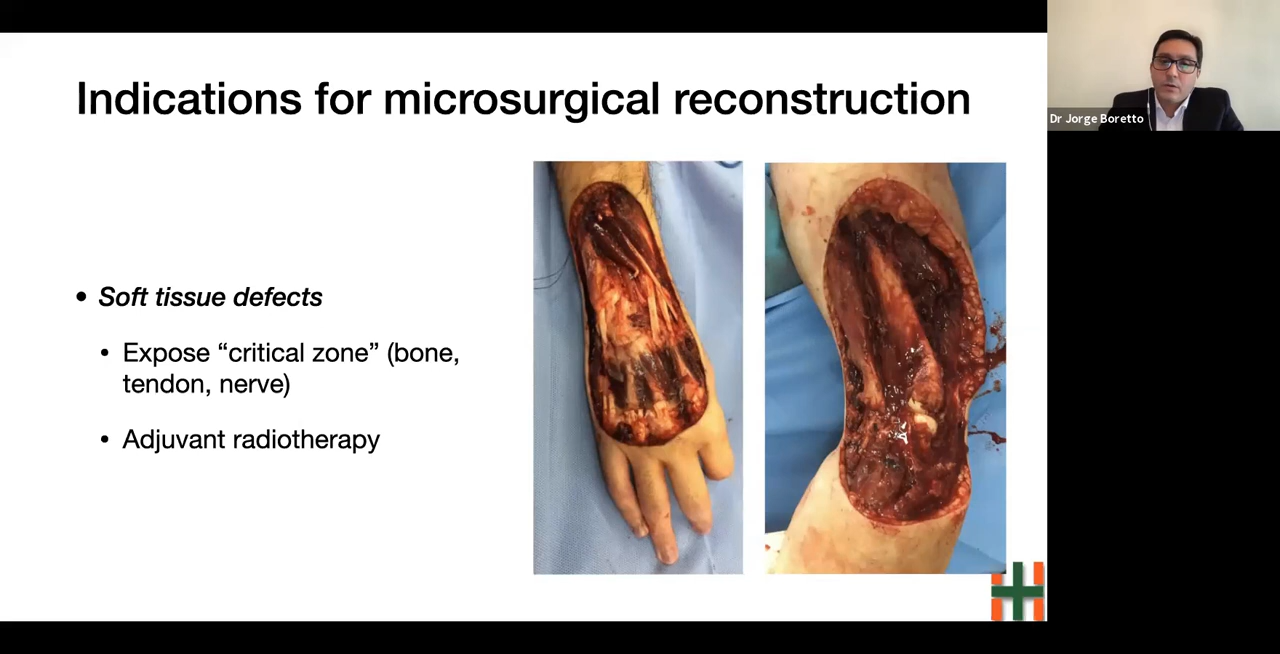 Indications for microsurgical reconstruction
Dr Jorge Boretto
• Soft tissue defects
• Expose “critical zone” (bone,
tendon, nerve)
• Adjuvant radiotherapy